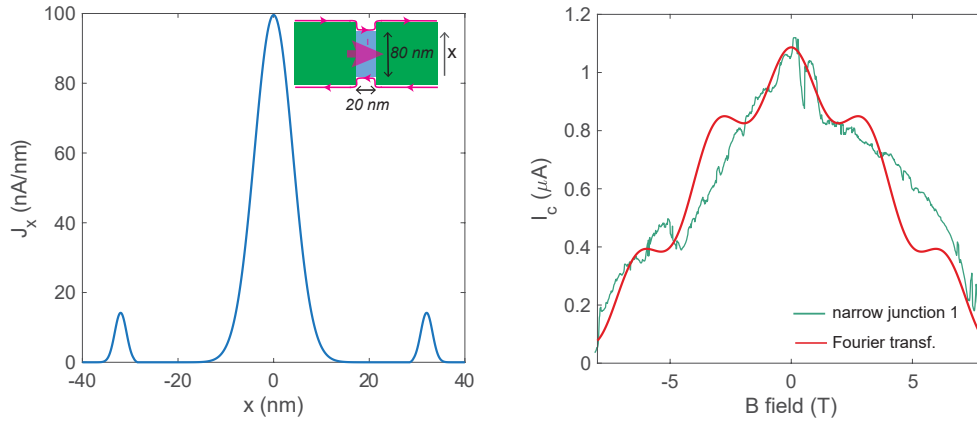 100
80
60
40
20
0
-40
-20
0
20
40
x (nm)
J_x (nA/nm)
80 nm
20 nm
x
1.2
1
0.8
0.6
0.4
0.2
0
-5
0
5
B field (T)
I_c (μA)
narrow junction 1
Fourier transf.